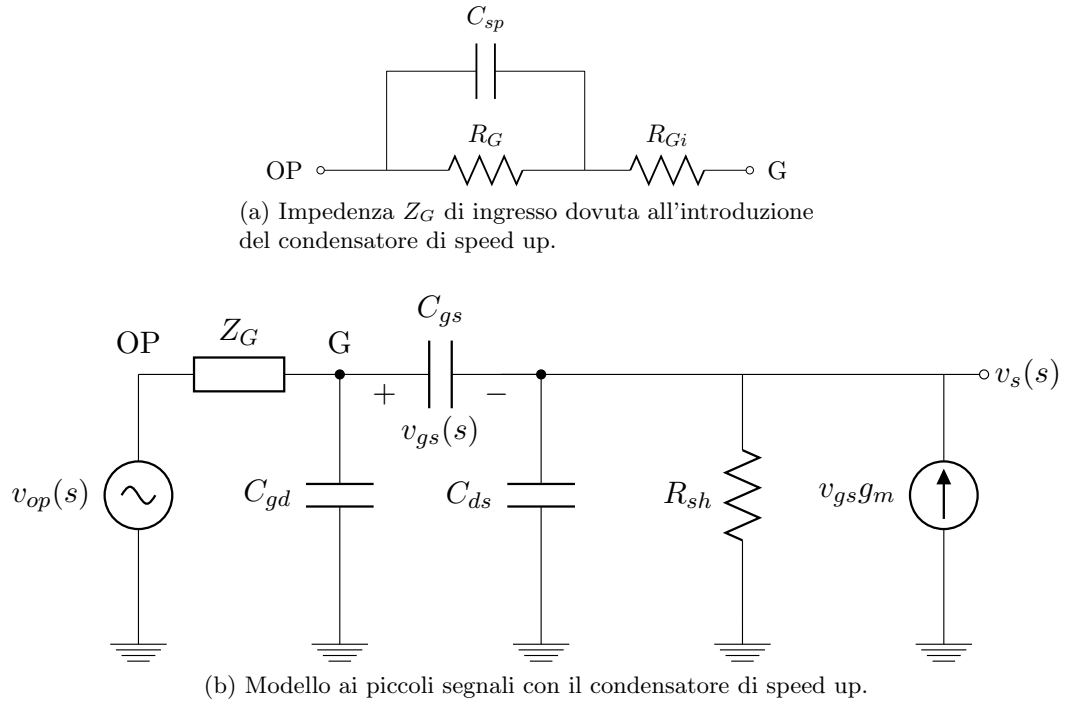 C_{sp}
R_G
R_{Gi}
OP
G
(a) Impedenza Z_G di ingresso dovuta all'introduzione
del condensatore di speed up.
C_{gs}
OP
Z_G
G
v_s(s)
+
−
v_{gs}(s)
v_{op}(s)
C_{gd}
C_{ds}
R_{sh}
v_{gs}g_m
(b) Modello ai piccoli segnali con il condensatore di speed up.